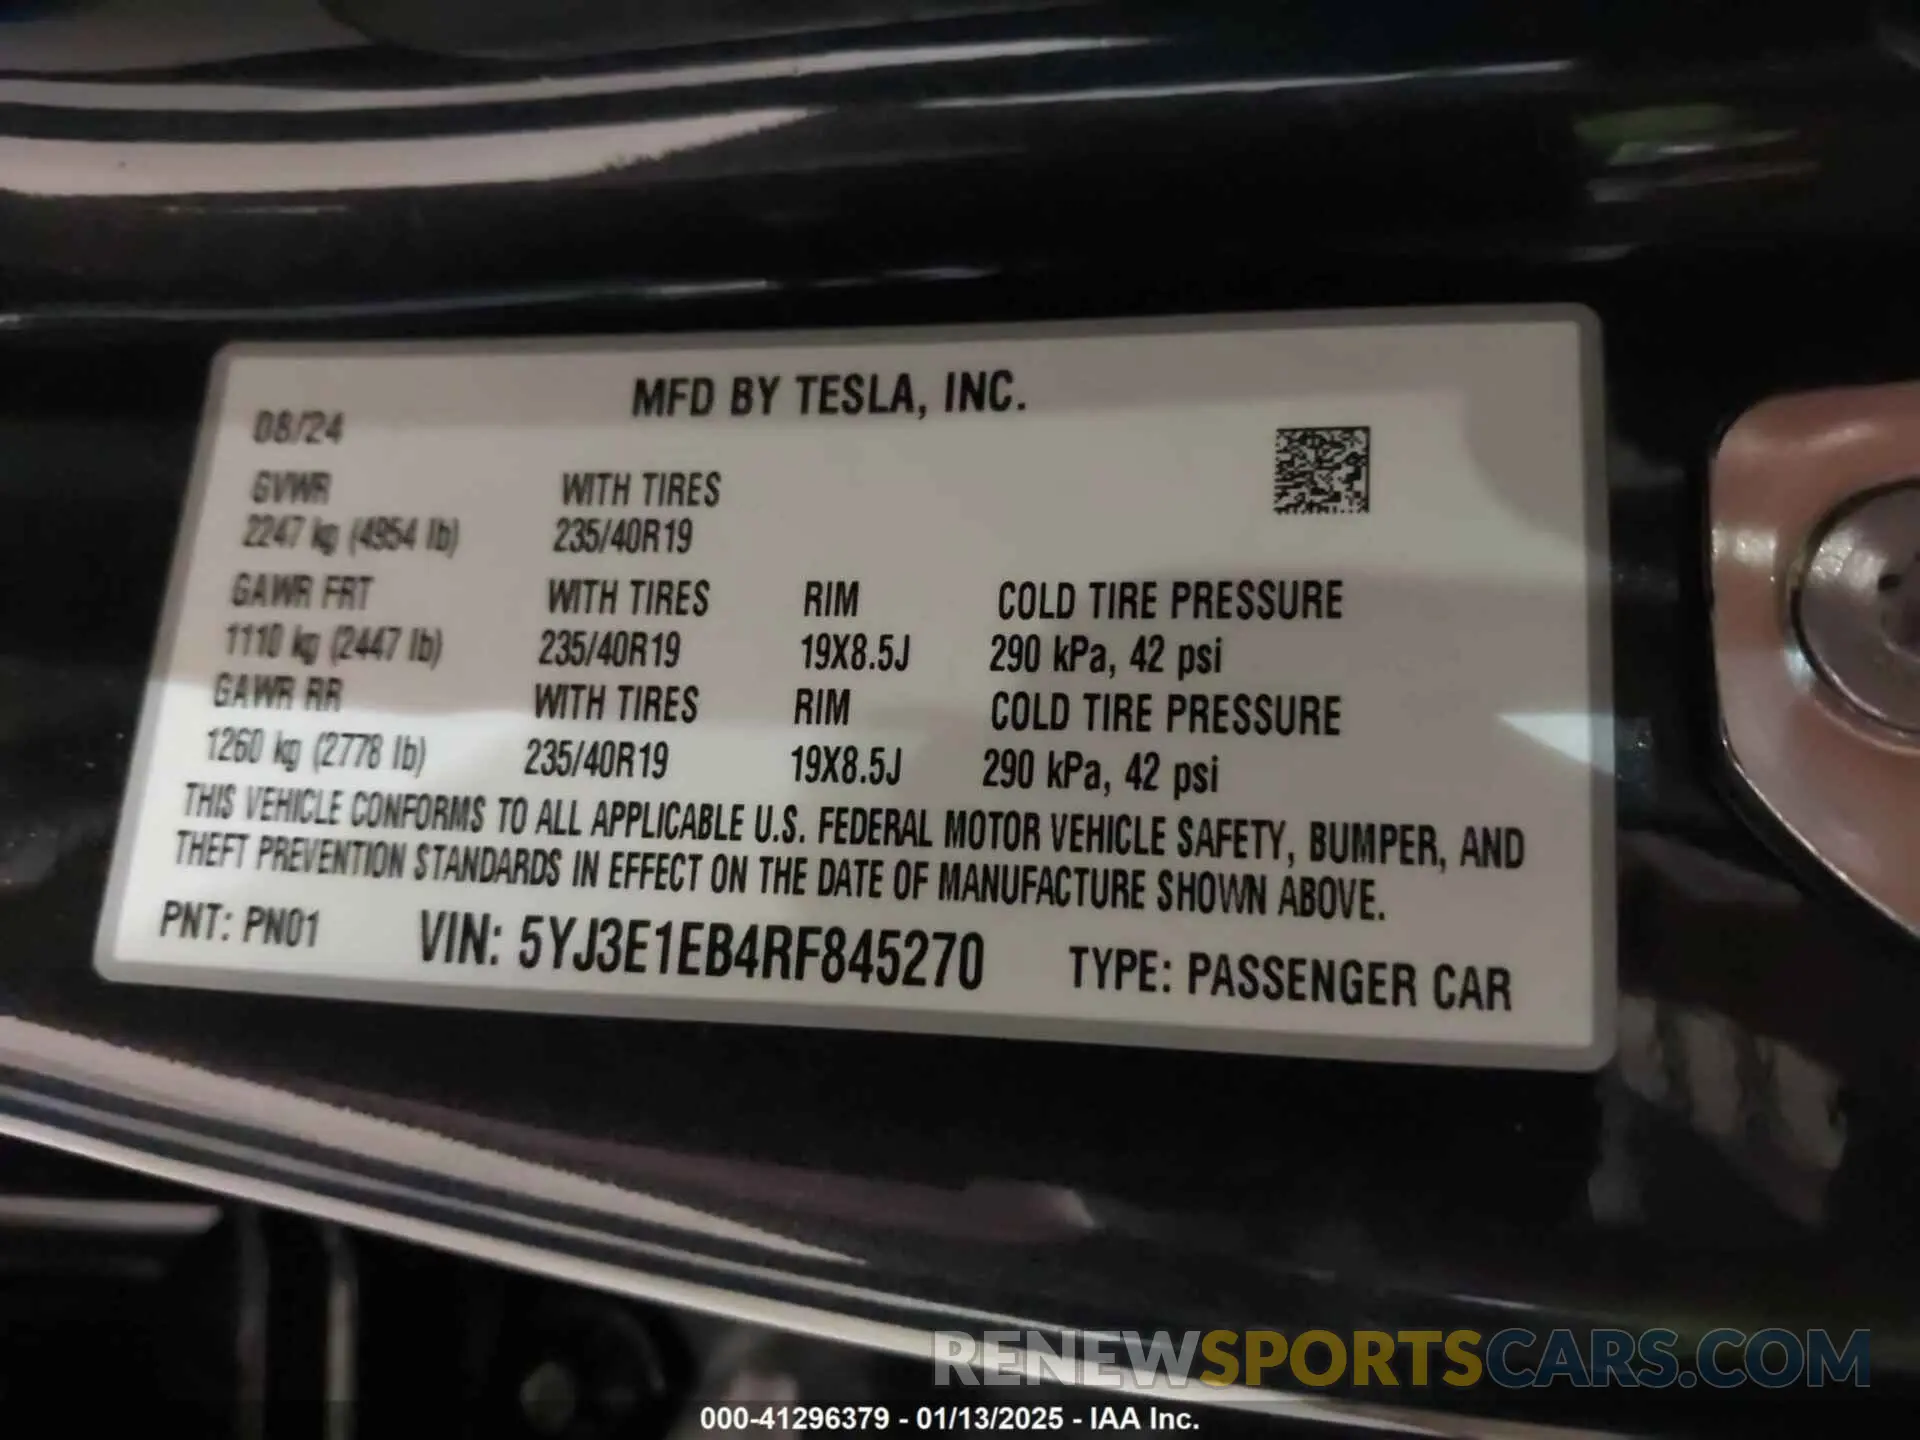 MFD BY TESLA, INC.
08/24
GVWR WITH TIRES
2247 kg (4954 lb) 235/40R19
GAWR FRT WITH TIRES RIM COLD TIRE PRESSURE
1110 kg (2447 lb) 235/40R19 19X8.5J 290 kPa, 42 psi
GAWR RR WITH TIRES RIM COLD TIRE PRESSURE
1260 kg (2778 lb) 235/40R19 19X8.5J 290 kPa, 42 psi
THIS VEHICLE CONFORMS TO ALL APPLICABLE U.S. FEDERAL MOTOR VEHICLE SAFETY, BUMPER, AND
THEFT PREVENTION STANDARDS IN EFFECT ON THE DATE OF MANUFACTURE SHOWN ABOVE.
PNT: PN01 VIN: 5YJ3E1EB4RF845270 TYPE: PASSENGER CAR
RENEWSPORTSCARS.COM
000-41296379 - 01/13/2025 - IAA Inc.